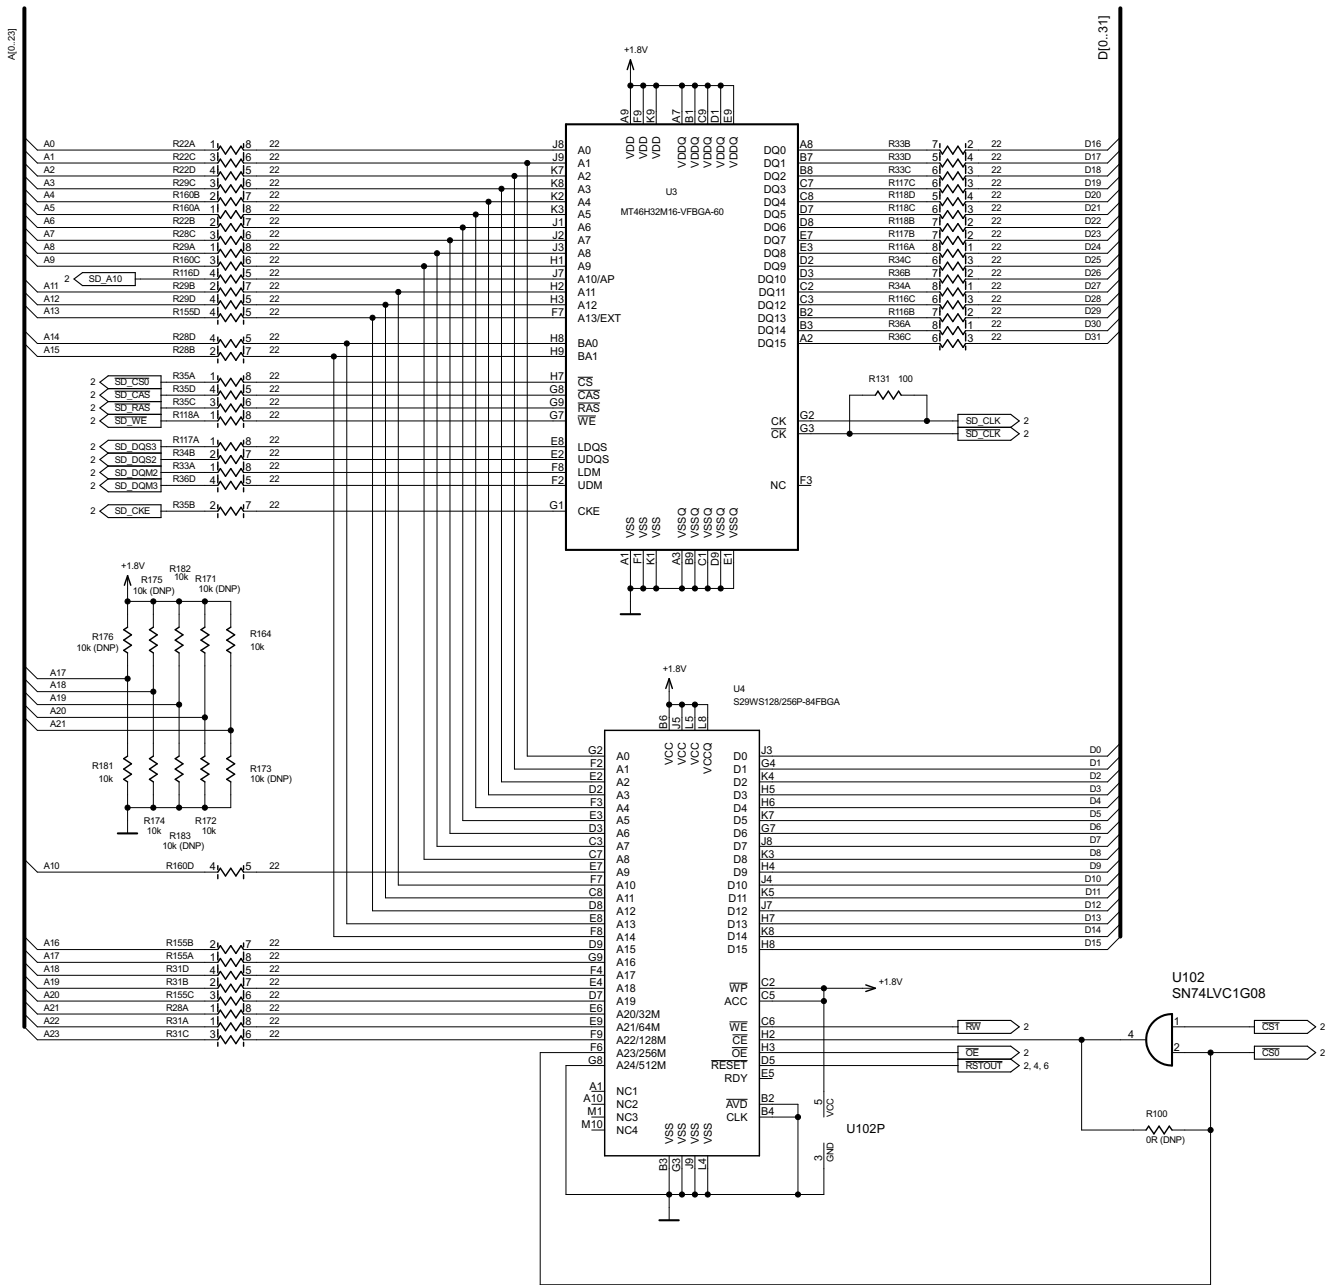 A[0..23]
D[0..31]
+1.8V
A9 F9 K9 A7 B1 C9 D1 E9
VDD VDD VDD VDDQ VDDQ VDDQ VDDQ VDDQ
U3
MT46H32M16-VFBGA-60
A0 R22A 1 8 22 J8 A0
A1 R22C 3 6 22 J9 A1
A2 R22D 4 5 22 K7 A2
A3 R29C 3 6 22 K8 A3
A4 R160B 2 7 22 K2 A4
A5 R160A 1 8 22 K3 A5
A6 R22B 2 7 22 J1 A6
A7 R28C 3 6 22 J2 A7
A8 R29A 1 8 22 J3 A8
A9 R160C 3 6 22 H1 A9
2 SD_A10 R116D 4 5 22 J7 A10/AP
A11 R29B 2 7 22 H2 A11
A12 R29D 4 5 22 H3 A12
A13 R155D 4 5 22 F7 A13/EXT
A14 R28D 4 5 22 H8 BA0
A15 R28B 2 7 22 H9 BA1
2 SD_CS0 R35A 1 8 22 H7 CS
2 SD_CAS R35D 4 5 22 G8 CAS
2 SD_RAS R35C 3 6 22 G9 RAS
2 SD_WE R118A 1 8 22 G7 WE
2 SD_DQS3 R117A 1 8 22 E8 LDQS
2 SD_DQS2 R34B 2 7 22 E2 UDQS
2 SD_DQM2 R33A 1 8 22 F8 LDM
2 SD_DQM3 R36D 4 5 22 F2 UDM
2 SD_CKE R35B 2 7 22 G1 CKE
DQ0 A8 R33B 7 2 22 D16
DQ1 B7 R33D 5 4 22 D17
DQ2 B8 R33C 6 3 22 D18
DQ3 C7 R117C 6 3 22 D19
DQ4 C8 R118D 5 4 22 D20
DQ5 D7 R118C 6 3 22 D21
DQ6 D8 R118B 7 2 22 D22
DQ7 E7 R117B 7 2 22 D23
DQ8 E3 R116A 8 1 22 D24
DQ9 D2 R34C 6 3 22 D25
DQ10 D3 R36B 7 2 22 D26
DQ11 C2 R34A 8 1 22 D27
DQ12 C3 R116C 6 3 22 D28
DQ13 B2 R116B 7 2 22 D29
DQ14 B3 R36A 8 1 22 D30
DQ15 A2 R36C 6 3 22 D31
R131 100
CK G2 SD_CLK 2
CK G3 SD_CLK 2
NC F3
VSS VSS VSS VSSQ VSSQ VSSQ VSSQ VSSQ
A1 F1 K1 A3 B9 C1 D9 E1
+1.8V
R182
10k
R175
10k (DNP)
R171
10k (DNP)
R176
10k (DNP)
R164
10k
A17
A18
A19
A20
A21
R181
10k
R173
10k (DNP)
R174
10k
R172
10k
R183
10k (DNP)
+1.8V
U4
S29WS128/256P-84FBGA
B6 J5 L5 L8
VCC VCC VCC VCCQ
G2 A0
F2 A1
E2 A2
D2 A3
F3 A4
E3 A5
D3 A6
C3 A7
C7 A8
A10 R160D 4 5 22 E7 A9
F7 A10
C8 A11
D8 A12
E8 A13
F8 A14
A16 R155B 2 7 22 D9 A15
A17 R155A 1 8 22 G9 A16
A18 R31D 4 5 22 F4 A17
A19 R31B 2 7 22 E4 A18
A20 R155C 3 6 22 D7 A19
A21 R28A 1 8 22 E6 A20/32M
A22 R31A 1 8 22 E9 A21/64M
A23 R31C 3 6 22 F9 A22/128M
F6 A23/256M
G8 A24/512M
A1 NC1
A10 NC2
M1 NC3
M10 NC4
D0 J3 D0
D1 G4 D1
D2 K4 D2
D3 H5 D3
D4 H6 D4
D5 K7 D5
D6 G7 D6
D7 J8 D7
D8 K3 D8
D9 H4 D9
D10 J4 D10
D11 K5 D11
D12 J7 D12
D13 H7 D13
D14 K8 D14
D15 H8 D15
WP C2 +1.8V
ACC C5
WE C6 RW 2
CE H2
OE H3 OE 2
RESET D5 RSTOUT 2, 4, 6
RDY E5
AVD B2
CLK B4
VSS VSS VSS VSS
B3 G3 J9 L4
5 VCC
U102P
3 GND
U102
SN74LVC1G08
4
1 CS1 2
2 CS0 2
R100
0R (DNP)